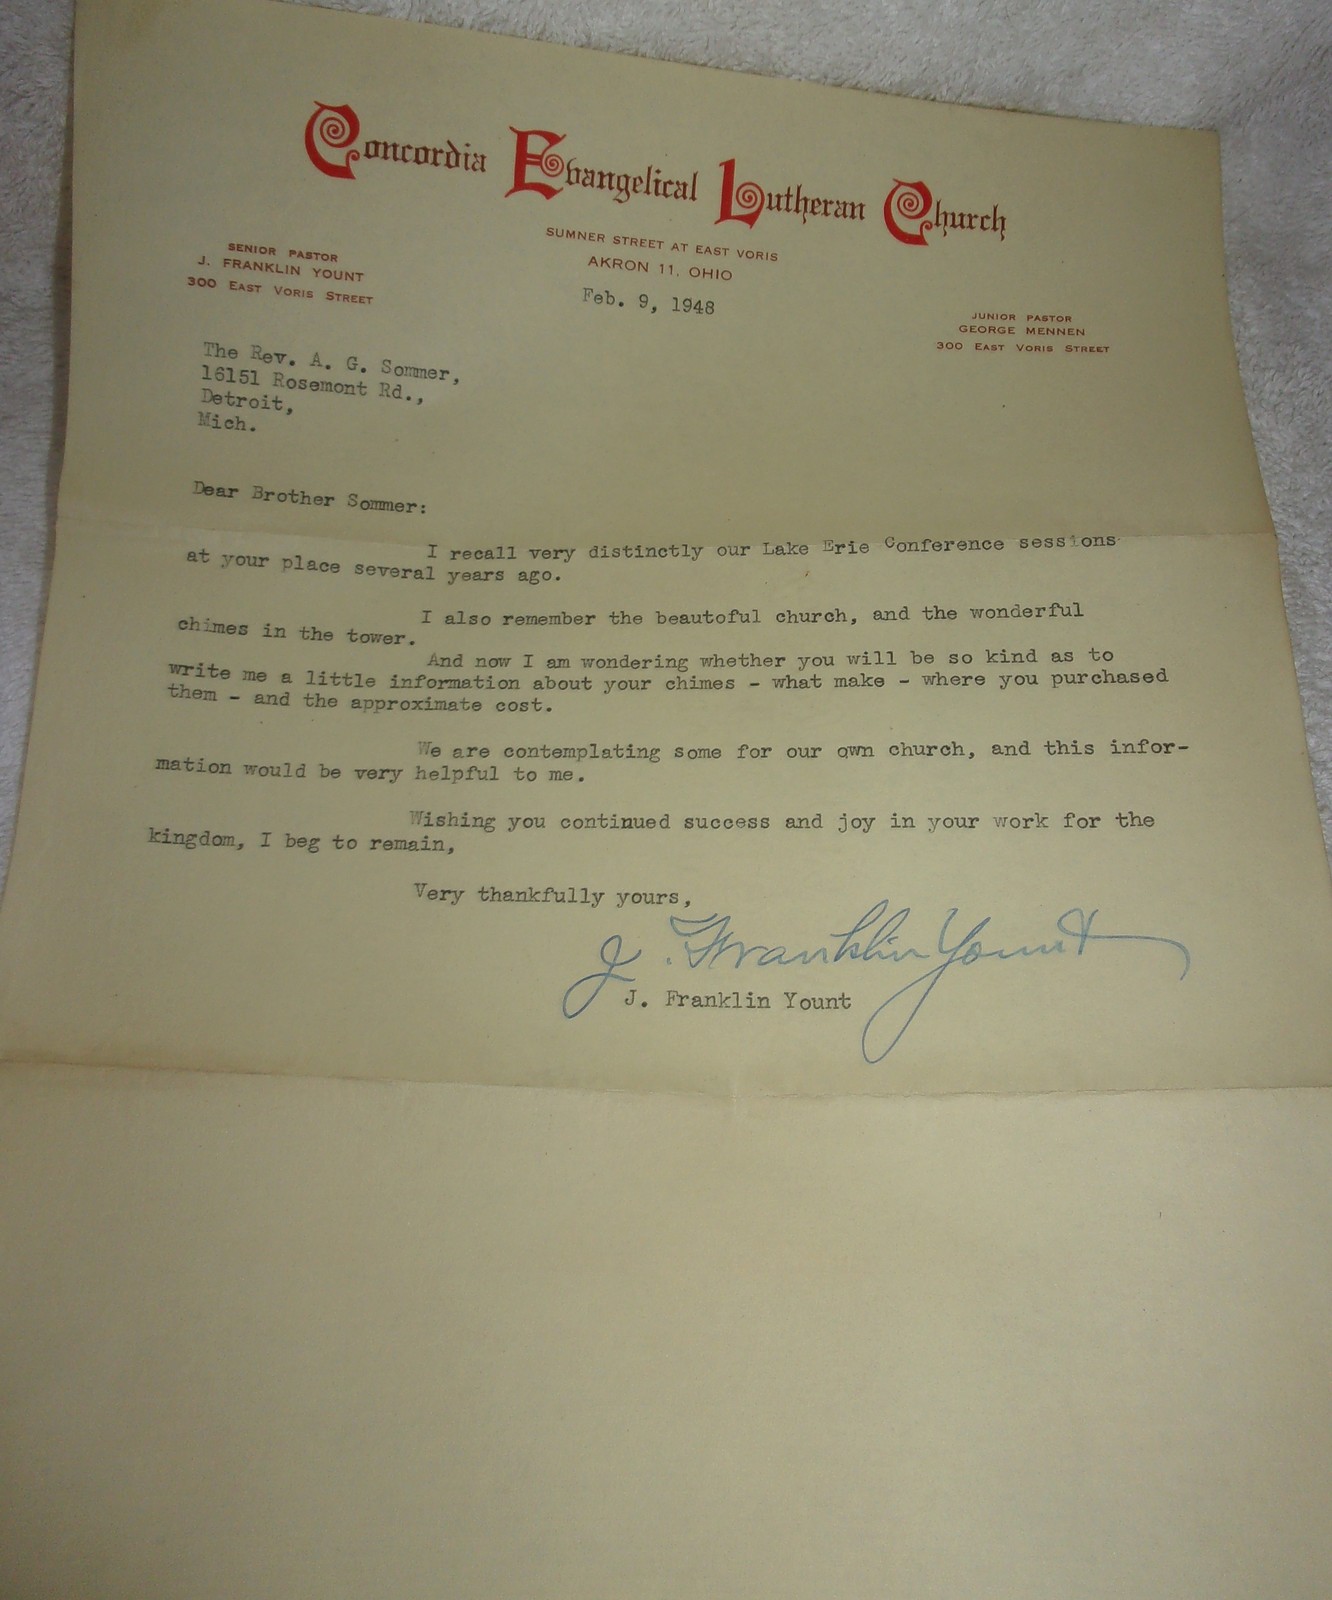 Concordia Evangelical Lutheran Church
SUMNER STREET AT EAST VORIS
AKRON 11, OHIO
SENIOR PASTOR
J. FRANKLIN YOUNT
300 EAST VORIS STREET
JUNIOR PASTOR
GEORGE MENNEN
300 EAST VORIS STREET
Feb. 9, 1948
The Rev. A. G. Sommer,
16151 Rosemont Rd.,
Detroit,
Mich.
Dear Brother Sommer:
I recall very distinctly our Lake Erie Conference sessions
at your place several years ago.
I also remember the beautoful church, and the wonderful
chimes in the tower.
And now I am wondering whether you will be so kind as to
write me a little information about your chimes - what make - where you purchased
them - and the approximate cost.
We are contemplating some for our own church, and this infor-
mation would be very helpful to me.
Wishing you continued success and joy in your work for the
kingdom, I beg to remain,
Very thankfully yours,
J. Franklin Yount
J. Franklin Yount